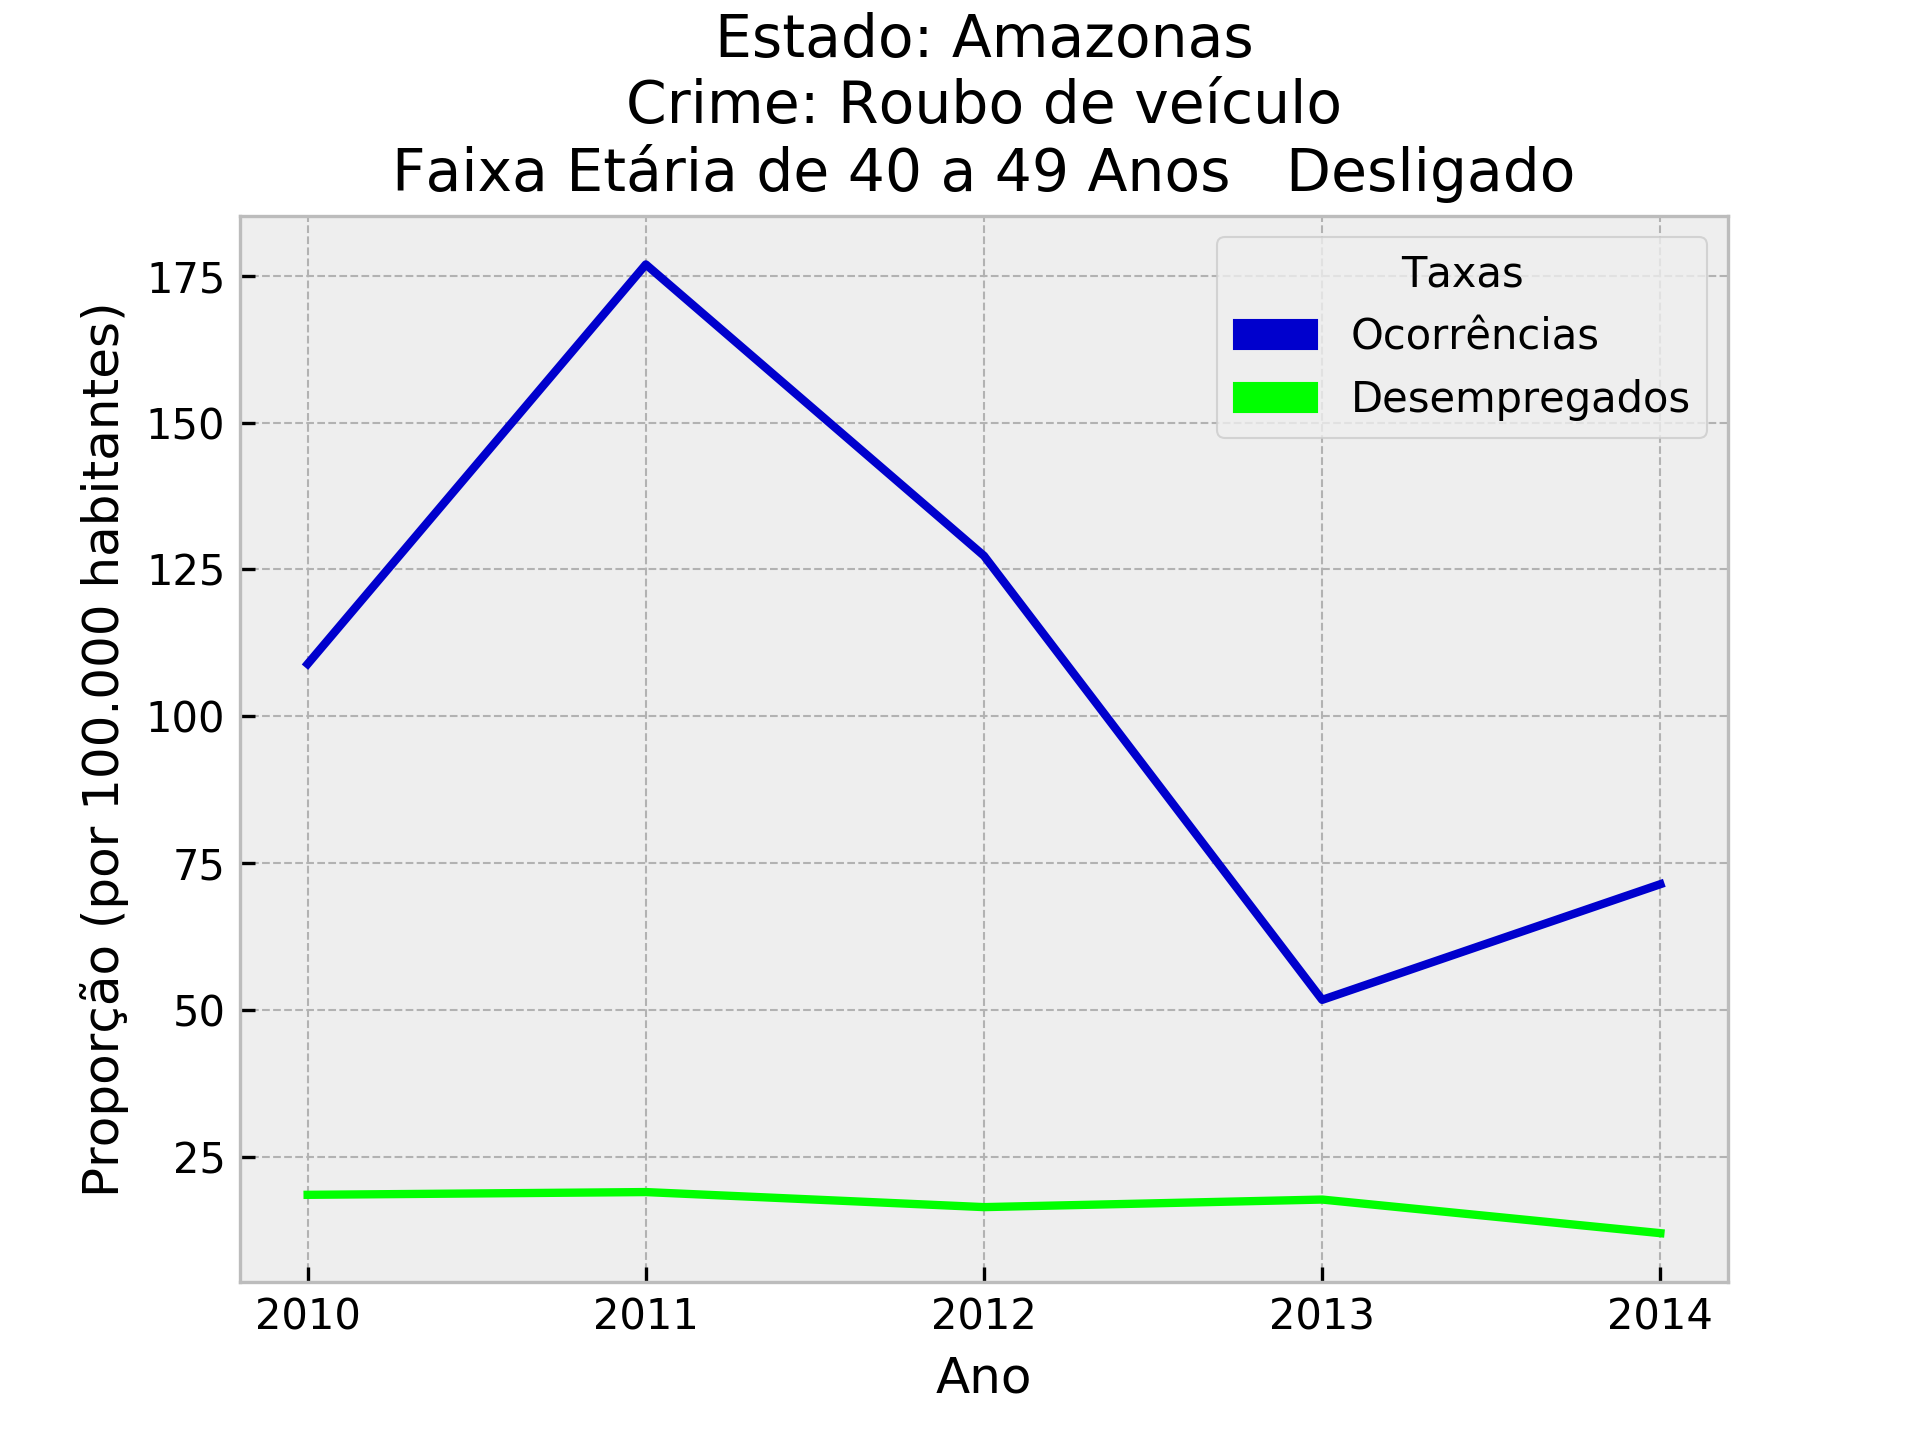 Estado: Amazonas
Crime: Roubo de veículo
Faixa Etária de 40 a 49 Anos   Desligado
Taxas
Ocorrências
Desempregados
Proporção (por 100.000 habitantes)
175
150
125
100
75
50
25
2010
2011
2012
2013
2014
Ano